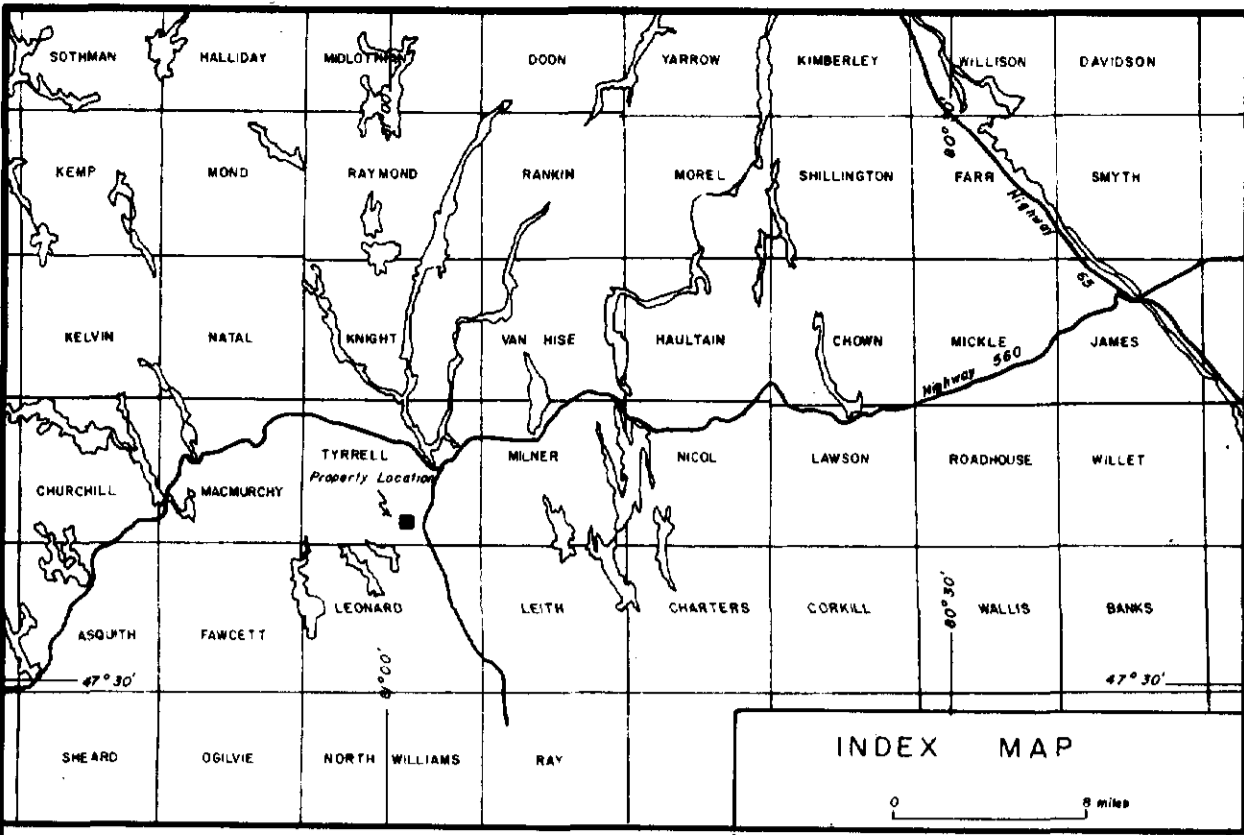 SOTHMAN HALLIDAY MIDLOTHIAN DOON YARROW KIMBERLEY WILLISON DAVIDSON
81°00'
KEMP MOND RAYMOND RANKIN MOREL SHILLINGTON FARR SMYTH
Highway 65
KELVIN NATAL KNIGHT VAN HISE HAULTAIN CHOWN MICKLE JAMES
Highway 560
TYRRELL MILNER NICOL LAWSON ROADHOUSE WILLET
Property Location
CHURCHILL MACMURCHY
LEONARD LEITH CHARTERS CORKILL WALLIS BANKS
80°30'
ASQUITH FAWCETT
81°00'
47°30' 47°30'
SHEARD OGILVIE NORTH WILLIAMS RAY
INDEX MAP
0 8 miles